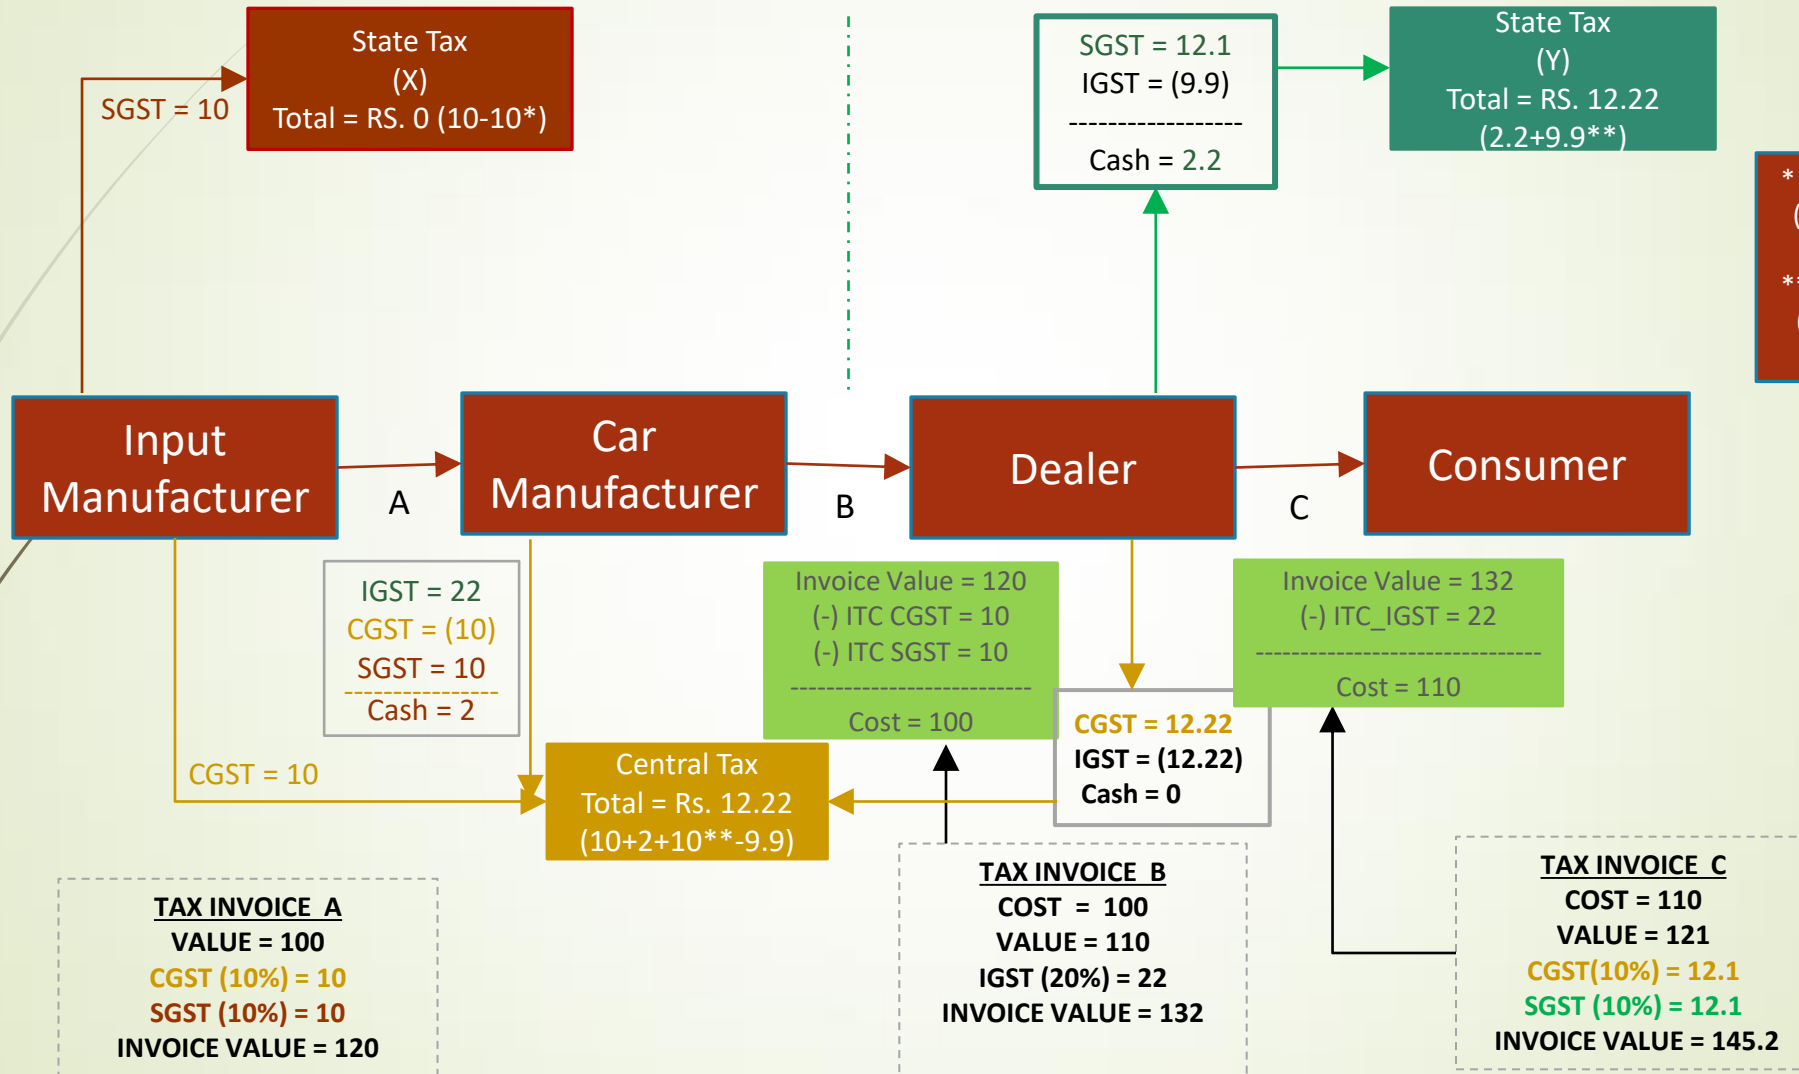 State Tax
(X)
Total = RS. 0 (10-10*)
SGST = 10
SGST = 12.1
IGST = (9.9)
------------------
Cash = 2.2
State Tax
(Y)
Total = RS. 12.22
(2.2+9.9**)
*
(
**
(
Input
Manufacturer
A
Car
Manufacturer
B
Dealer
C
Consumer
IGST = 22
CGST = (10)
SGST = 10
-----------------
Cash = 2
Invoice Value = 120
(-) ITC CGST = 10
(-) ITC SGST = 10
---------------------------
Cost = 100
Invoice Value = 132
(-) ITC_IGST = 22
--------------------------------
Cost = 110
CGST = 12.22
IGST = (12.22)
Cash = 0
CGST = 10
Central Tax
Total = Rs. 12.22
(10+2+10**-9.9)
TAX INVOICE A
VALUE = 100
CGST (10%) = 10
SGST (10%) = 10
INVOICE VALUE = 120
TAX INVOICE B
COST = 100
VALUE = 110
IGST (20%) = 22
INVOICE VALUE = 132
TAX INVOICE C
COST = 110
VALUE = 121
CGST(10%) = 12.1
SGST (10%) = 12.1
INVOICE VALUE = 145.2